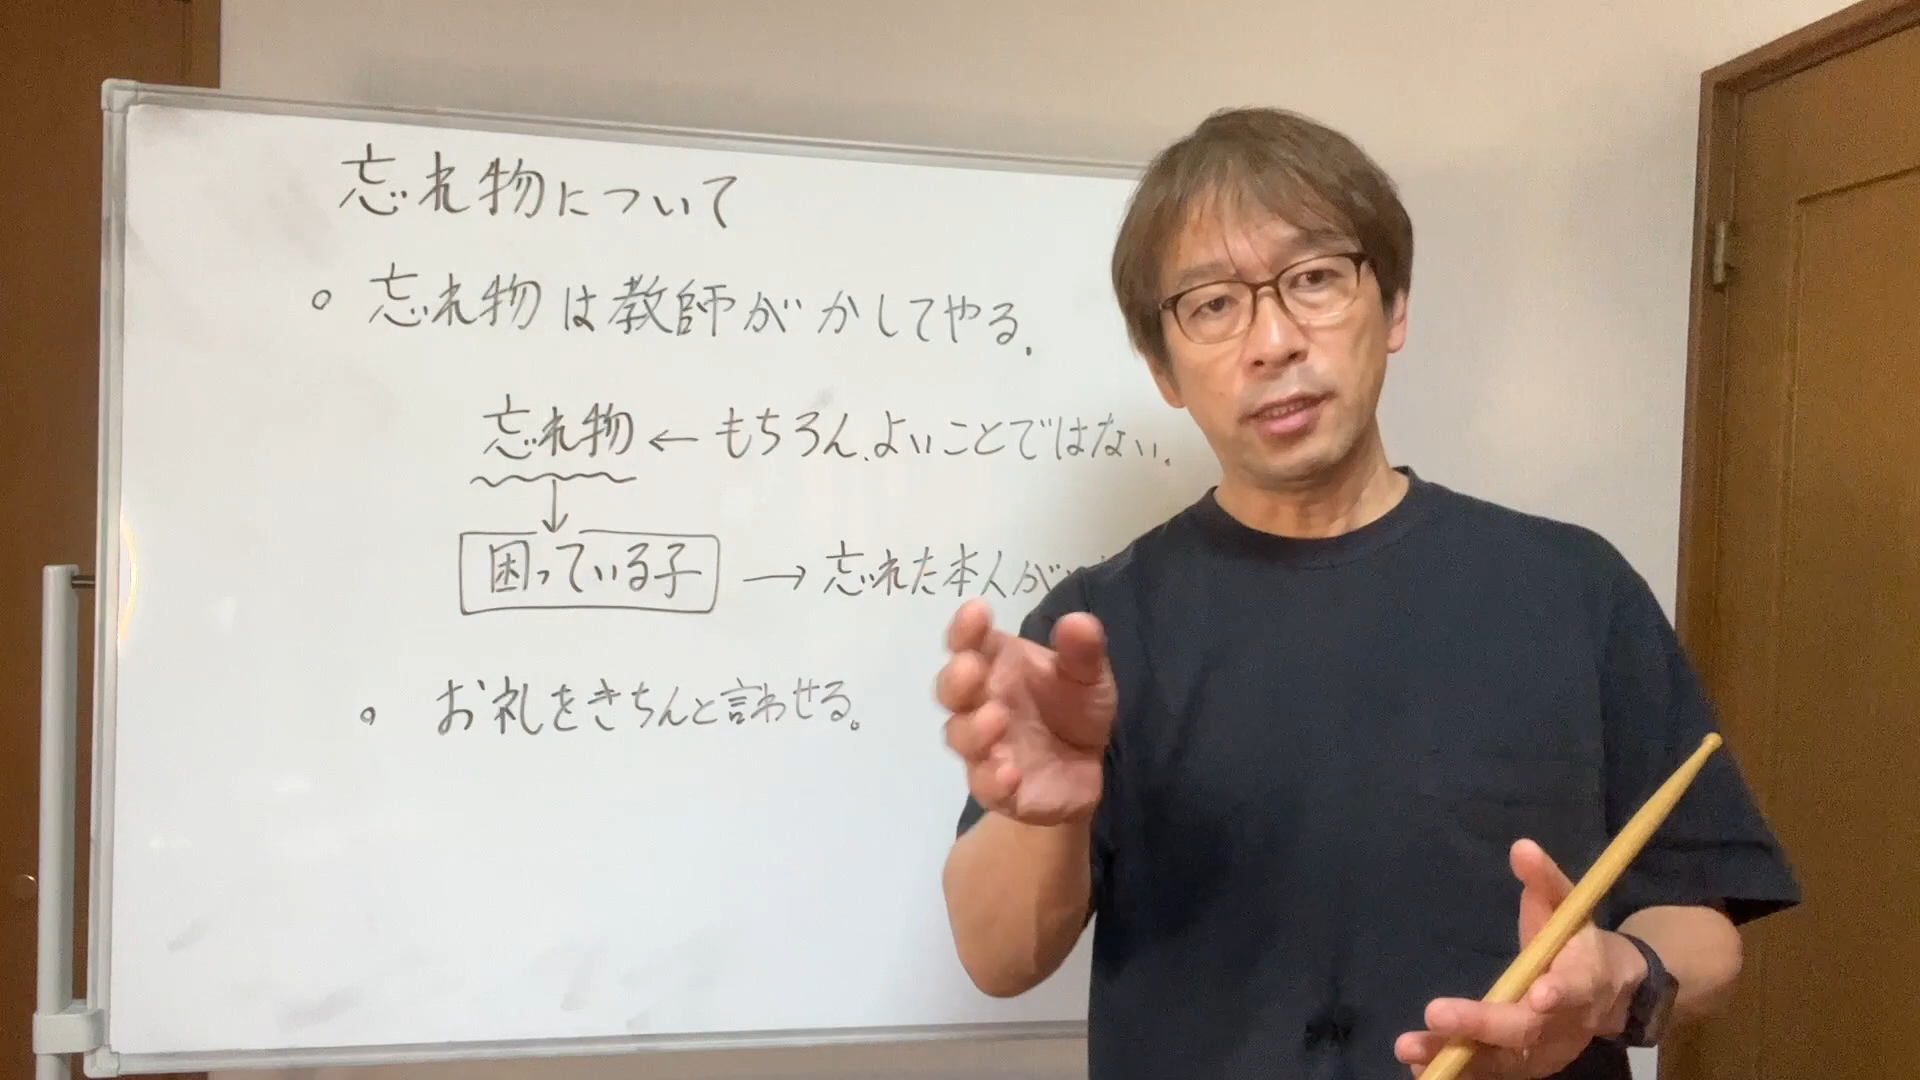 忘れ物について
○ 忘れ物は教師がかしてやる.
忘れ物 ← もちろん、よいことではない.
↓
困っている子 → 忘れた本人が
○ お礼をきちんと言わせる。